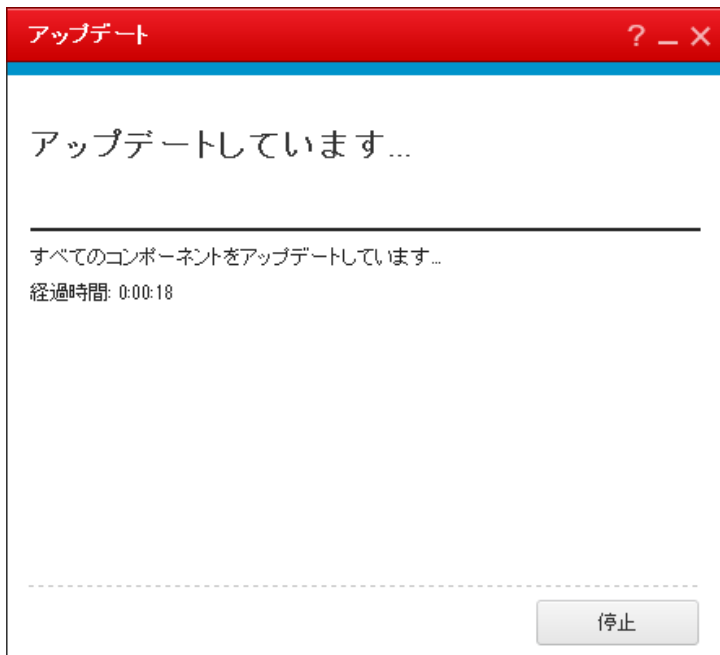 アップデート
? _ ×
アップデートしています...
すべてのコンポーネントをアップデートしています...
経過時間: 0:00:18
停止